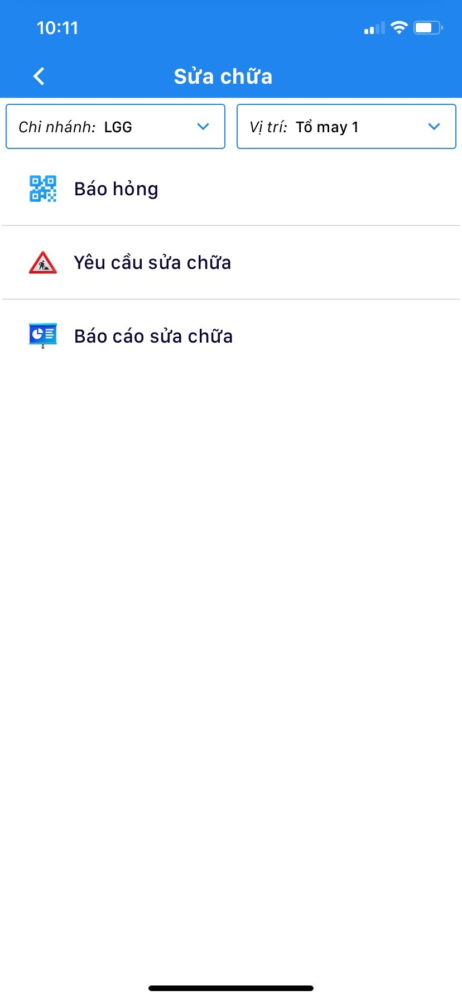 10:11
Sửa chữa
Chi nhánh: LGG
Vị trí: Tổ may 1
Báo hỏng
Yêu cầu sửa chữa
Báo cáo sửa chữa